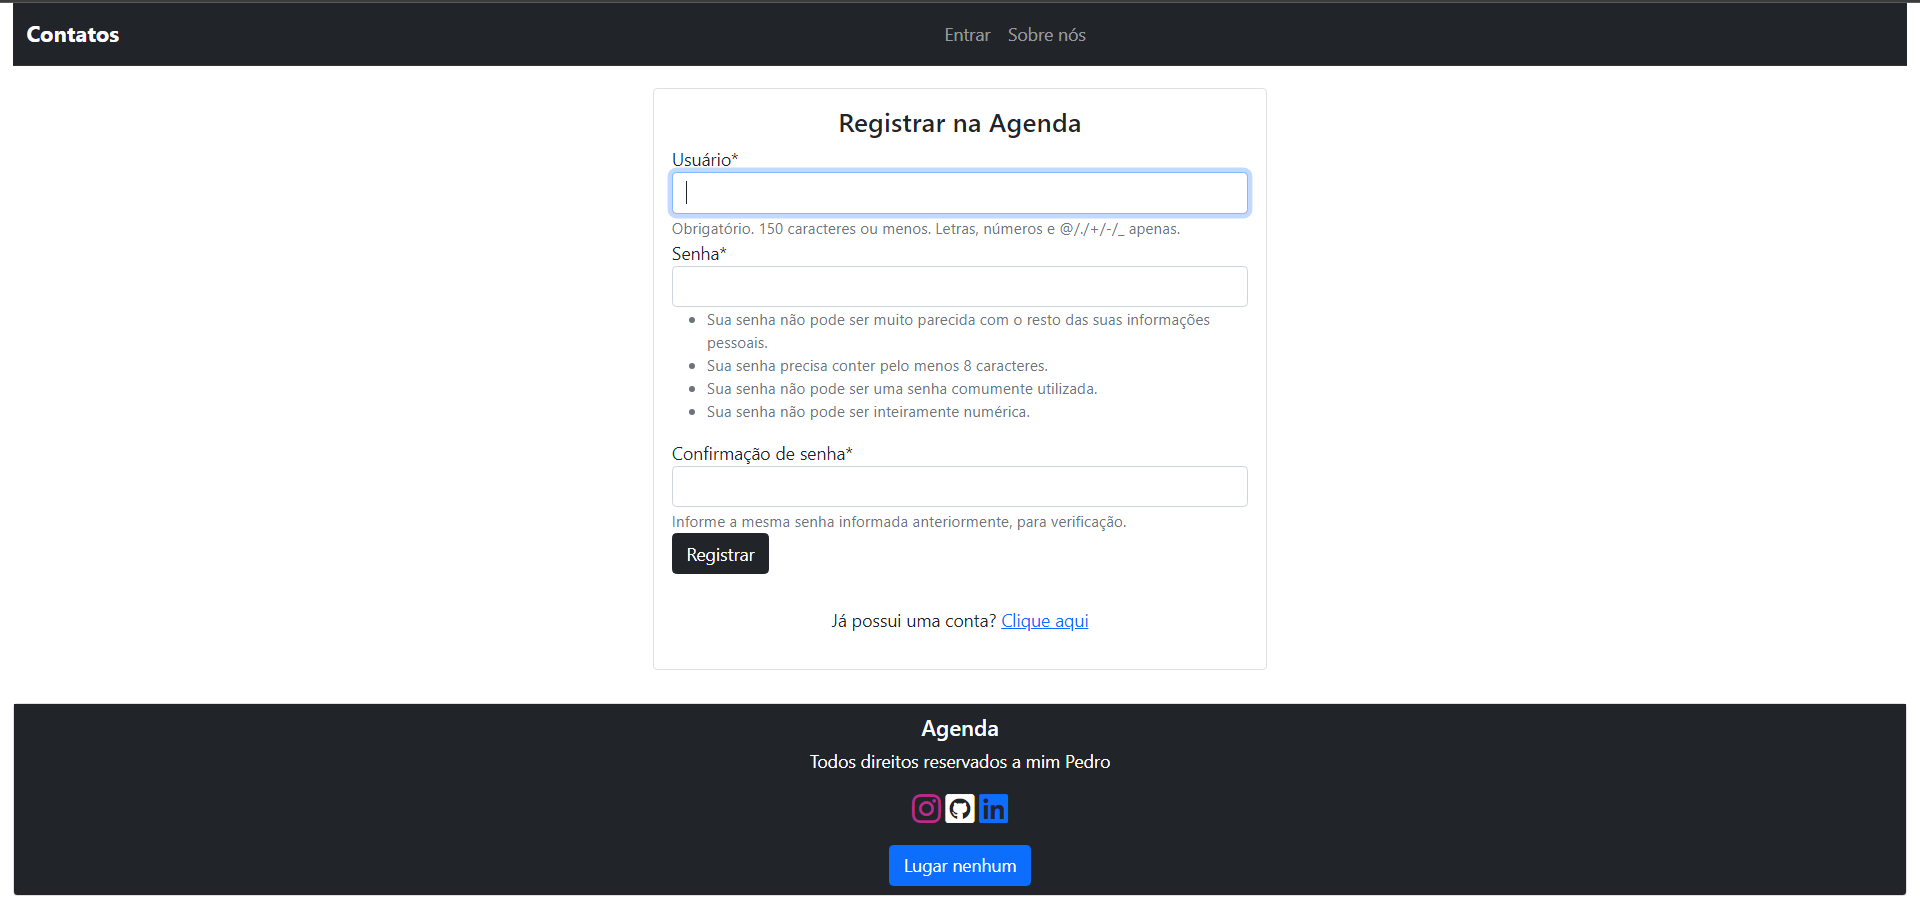 Contatos
Entrar Sobre nós
Registrar na Agenda
Usuário*
Obrigatório. 150 caracteres ou menos. Letras, números e @/./+/-/_ apenas.
Senha*
Sua senha não pode ser muito parecida com o resto das suas informações
pessoais.
Sua senha precisa conter pelo menos 8 caracteres.
Sua senha não pode ser uma senha comumente utilizada.
Sua senha não pode ser inteiramente numérica.
Confirmação de senha*
Informe a mesma senha informada anteriormente, para verificação.
Registrar
Já possui uma conta? Clique aqui
Agenda
Todos direitos reservados a mim Pedro
in
Lugar nenhum